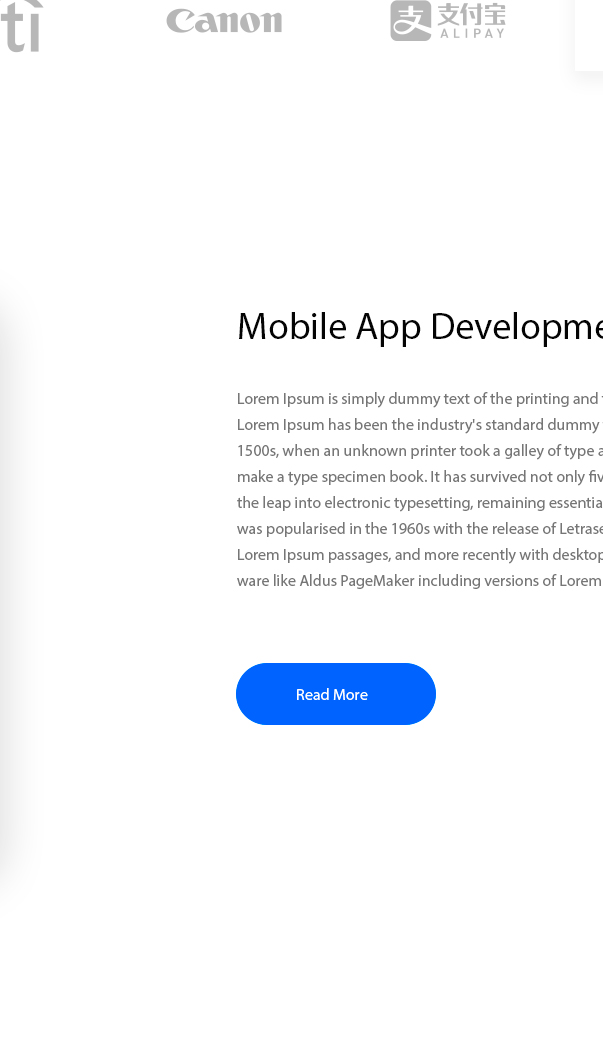 ti
Canon
支 支付宝
ALIPAY
Mobile App Developme
Lorem Ipsum is simply dummy text of the printing and
Lorem Ipsum has been the industry's standard dummy
1500s, when an unknown printer took a galley of type a
make a type specimen book. It has survived not only fiv
the leap into electronic typesetting, remaining essentia
was popularised in the 1960s with the release of Letrase
Lorem Ipsum passages, and more recently with desktop
ware like Aldus PageMaker including versions of Lorem
Read More